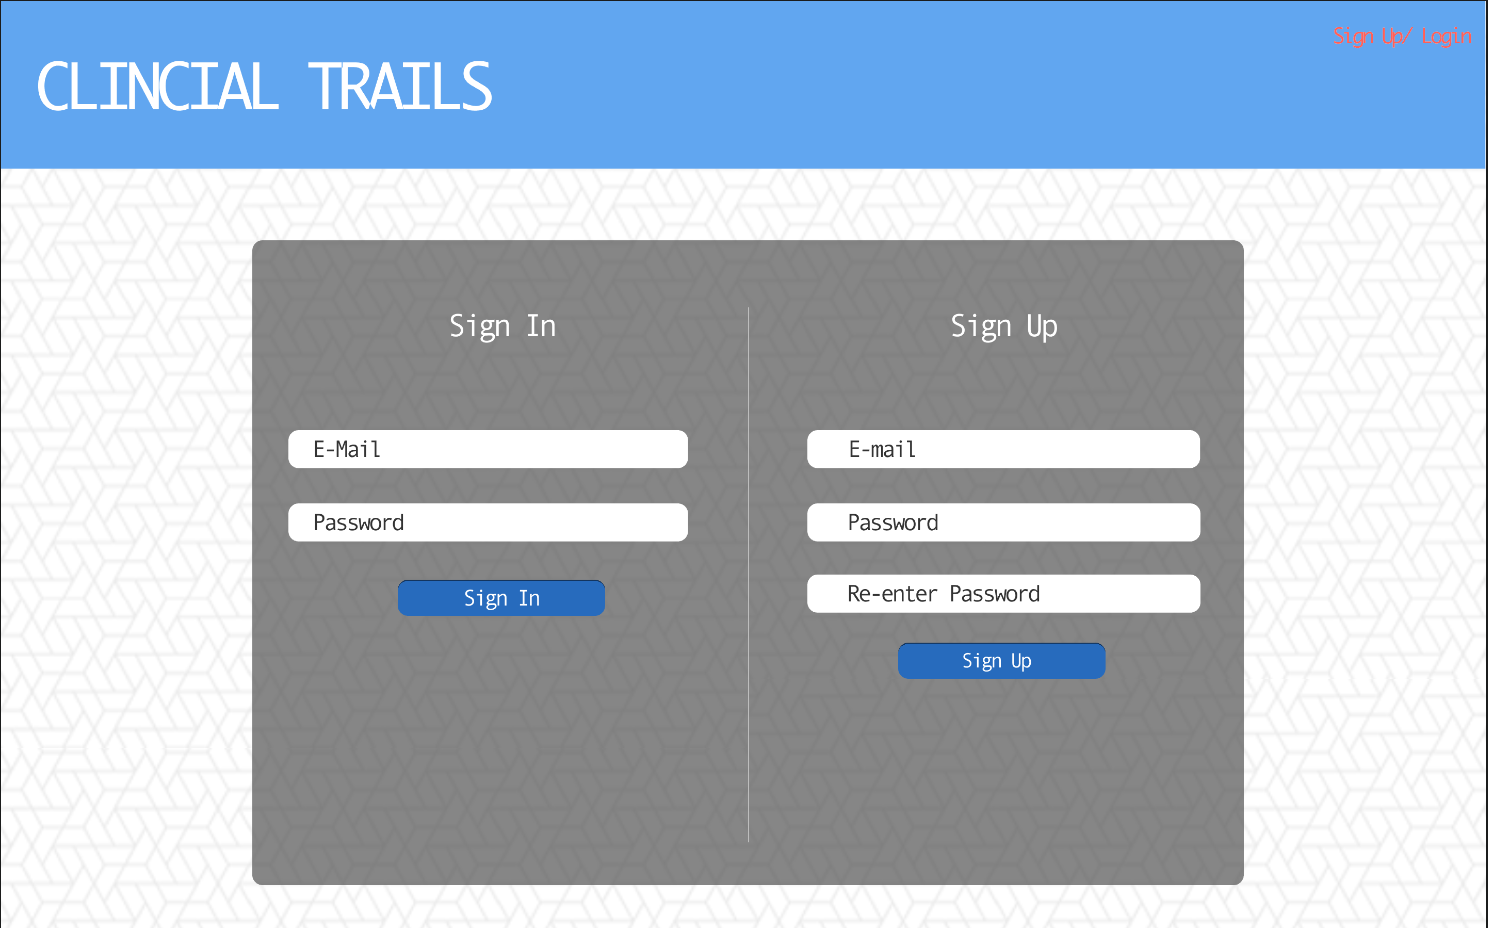 Sign Up/ Login
CLINCIAL TRAILS
Sign In
E-Mail
Password
Sign In
Sign Up
E-mail
Password
Re-enter Password
Sign Up